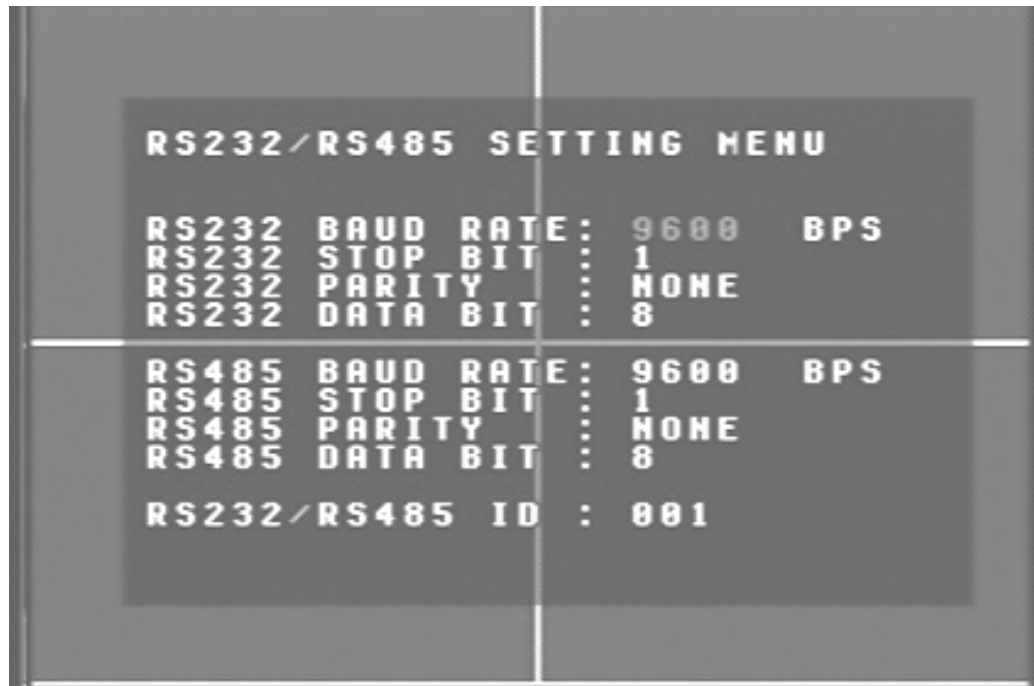 RS232/RS485 SETTING MENU
RS232 BAUD RATE: 9600 BPS
RS232 STOP BIT : 1
RS232 PARITY : NONE
RS232 DATA BIT : 8
RS485 BAUD RATE: 9600 BPS
RS485 STOP BIT : 1
RS485 PARITY : NONE
RS485 DATA BIT : 8
RS232/RS485 ID : 001